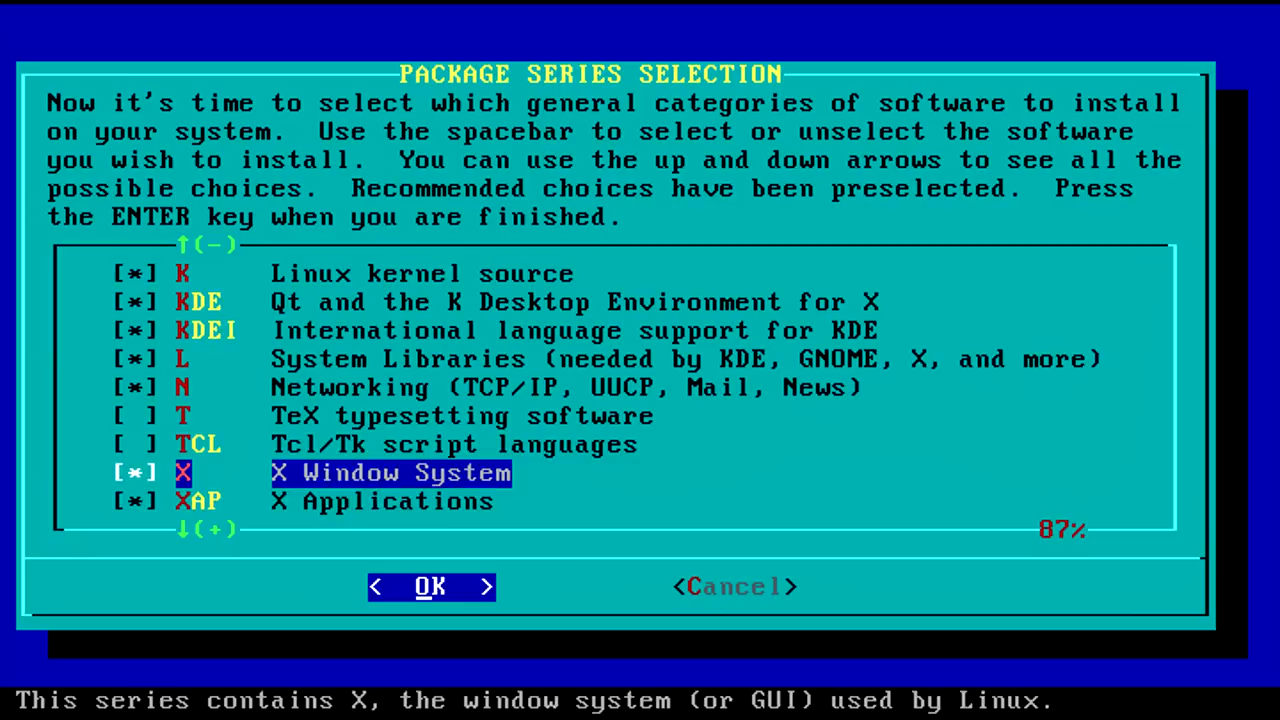 PACKAGE SERIES SELECTION
Now it's time to select which general categories of software to install
on your system.  Use the spacebar to select or unselect the software
you wish to install.  You can use the up and down arrows to see all the
possible choices.  Recommended choices have been preselected.  Press
the ENTER key when you are finished.
↑(-)
[*] K     Linux kernel source
[*] KDE   Qt and the K Desktop Environment for X
[*] KDEI  International language support for KDE
[*] L     System Libraries (needed by KDE, GNOME, X, and more)
[*] N     Networking (TCP/IP, UUCP, Mail, News)
[ ] T     TeX typesetting software
[ ] TCL   Tcl/Tk script languages
[*] X     X Window System
[*] XAP   X Applications
↓(+) 87%
<  OK  > <Cancel>
This series contains X, the window system (or GUI) used by Linux.